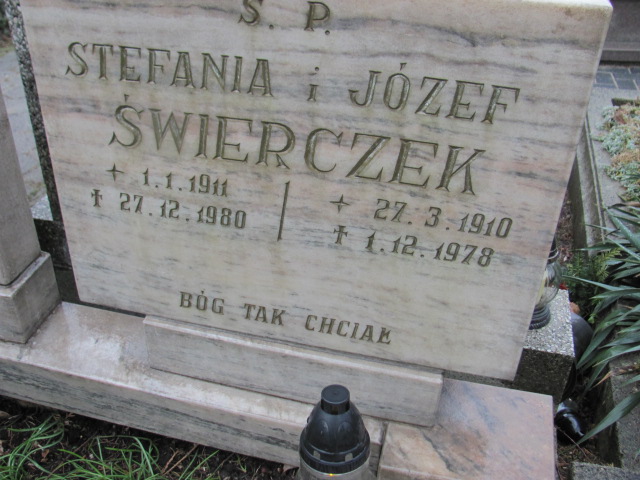 Ś. P.
STEFANIA i JÓZEF
ŚWIERCZEK
1.1.1911
27.12.1980
27.3.1910
1.12.1978
BÓG TAK CHCIAŁ